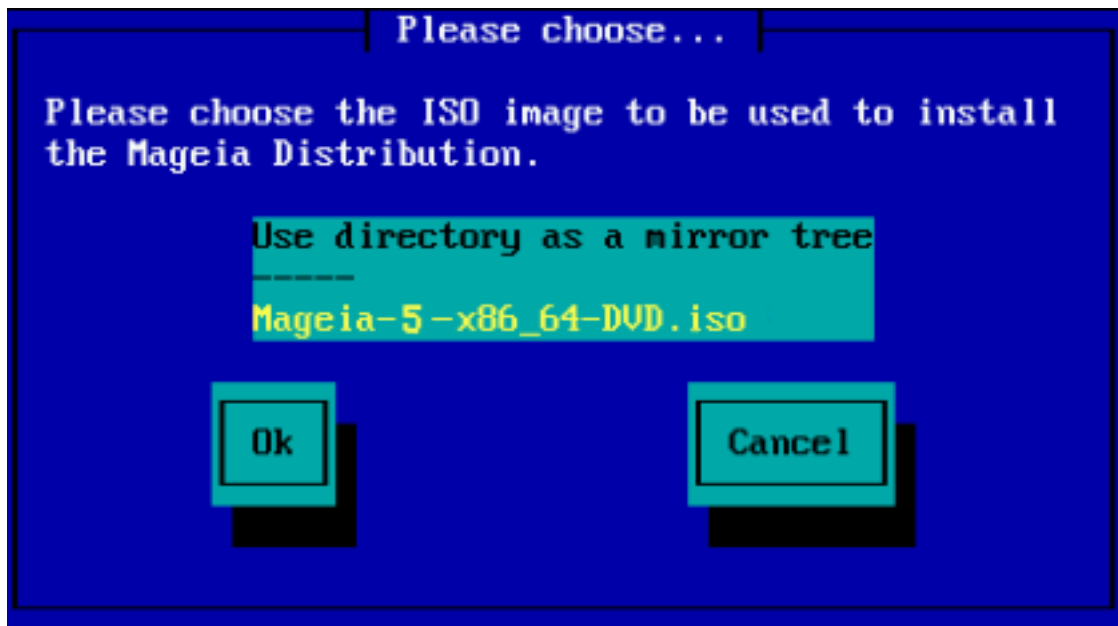 Please choose...
Please choose the ISO image to be used to install
the Mageia Distribution.
Use directory as a mirror tree
-----
Mageia-5-x86_64-DVD.iso
Ok
Cancel